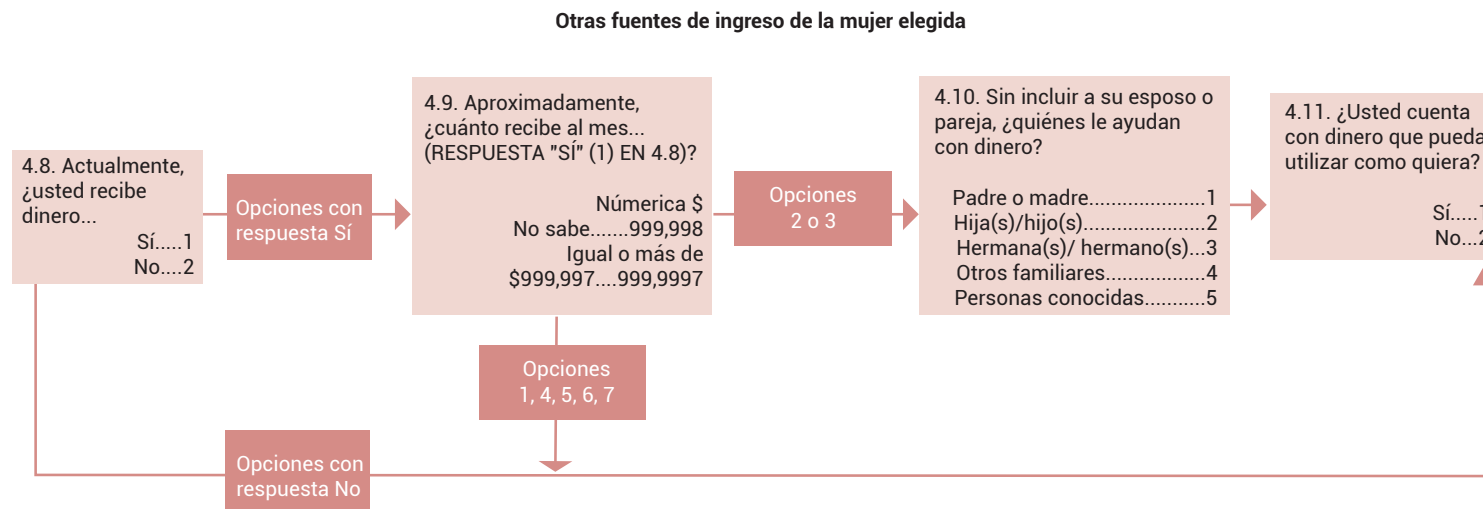 Otras fuentes de ingreso de la mujer elegida
4.8. Actualmente,
¿usted recibe
dinero...
Sí.....1
No....2
Opciones con
respuesta Sí
4.9. Aproximadamente,
¿cuánto recibe al mes...
(RESPUESTA "SÍ" (1) EN 4.8)?
Númerica $
No sabe.......999,998
Igual o más de
$999,997....999,9997
Opciones
2 o 3
4.10. Sin incluir a su esposo o
pareja, ¿quiénes le ayudan
con dinero?
Padre o madre.....................1
Hija(s)/hijo(s)......................2
Hermana(s)/ hermano(s)...3
Otros familiares..................4
Personas conocidas...........5
4.11. ¿Usted cuenta
con dinero que pueda
utilizar como quiera?
Sí.....1
No...2
Opciones
1, 4, 5, 6, 7
Opciones con
respuesta No